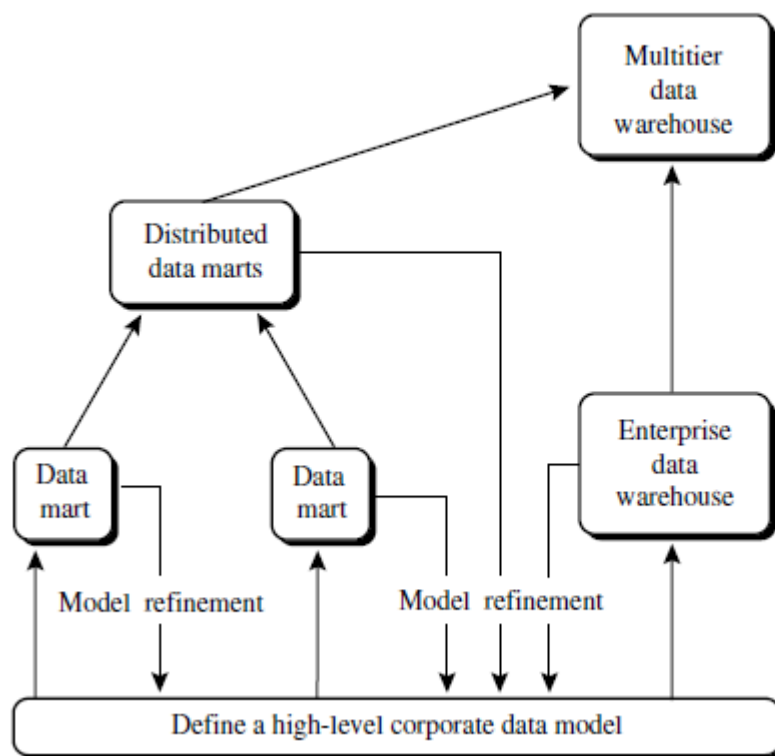 Multitier
data
warehouse
Distributed
data marts
Enterprise
data
warehouse
Data
mart
Data
mart
Model refinement
Model refinement
Define a high-level corporate data model